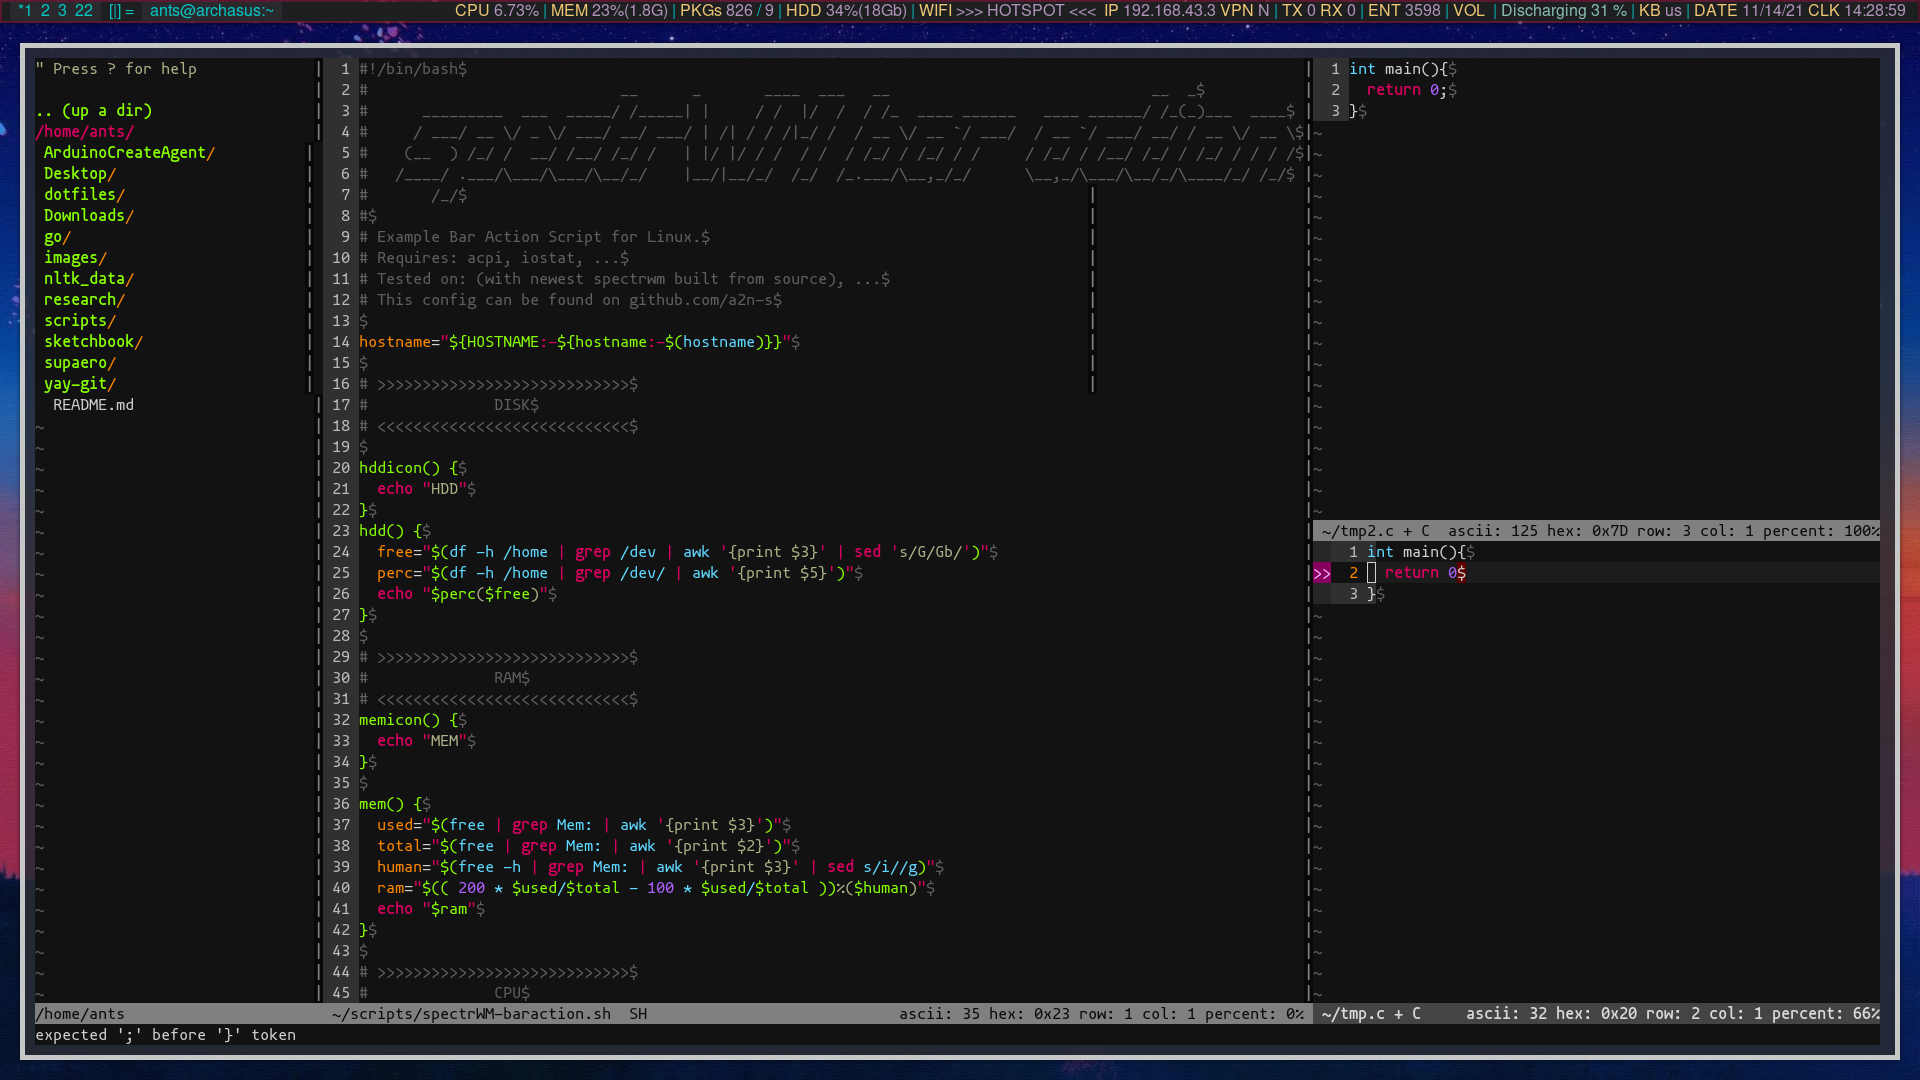 *1 2 3 22 [|] = ants@archasus:~ CPU 6.73% | MEM 23%(1.8G) | PKGs 826 / 9 | HDD 34%(18Gb) | WIFI >>> HOTSPOT <<< IP 192.168.43.3 VPN N | TX 0 RX 0 | ENT 3598 | VOL | Discharging 31 % | KB us | DATE 11/14/21 CLK 14:28:59
" Press ? for help
.. (up a dir)
/home/ants/
ArduinoCreateAgent/
Desktop/
dotfiles/
Downloads/
go/
images/
nltk_data/
research/
scripts/
sketchbook/
supaero/
yay-git/
README.md
/home/ants
1 #!/bin/bash$
2 #
3 #
4 #
5 #
6 #
7 #
8 #$
9 # Example Bar Action Script for Linux.$
10 # Requires: acpi, iostat, ...$
11 # Tested on: (with newest spectrwm built from source), ...$
12 # This config can be found on github.com/a2n-s$
13 $
14 hostname="${HOSTNAME:-${hostname:-$(hostname)}}"$
15 $
16 # >>>>>>>>>>>>>>>>>>>>>>>>>>>>$
17 # DISK$
18 # <<<<<<<<<<<<<<<<<<<<<<<<<<<<$
19 $
20 hddicon() {$
21 echo "HDD"$
22 }$
23 hdd() {$
24 free="$(df -h /home | grep /dev | awk '{print $3}' | sed 's/G/Gb/')"$
25 perc="$(df -h /home | grep /dev/ | awk '{print $5}')"$
26 echo "$perc($free)"$
27 }$
28 $
29 # >>>>>>>>>>>>>>>>>>>>>>>>>>>>$
30 # RAM$
31 # <<<<<<<<<<<<<<<<<<<<<<<<<<<<$
32 memicon() {$
33 echo "MEM"$
34 }$
35 $
36 mem() {$
37 used="$(free | grep Mem: | awk '{print $3}')"$
38 total="$(free | grep Mem: | awk '{print $2}')"$
39 human="$(free -h | grep Mem: | awk '{print $3}' | sed s/i//g)"$
40 ram="$(( 200 * $used/$total - 100 * $used/$total ))%($human)"$
41 echo "$ram"$
42 }$
43 $
44 # >>>>>>>>>>>>>>>>>>>>>>>>>>>>$
45 # CPU$
~/scripts/spectrWM-baraction.sh SH ascii: 35 hex: 0x23 row: 1 col: 1 percent: 0%
1 int main(){$
2 return 0;$
3 }$
~/tmp2.c + C ascii: 125 hex: 0x7D row: 3 col: 1 percent: 100%
1 int main(){$
>> 2 return 0$
3 }$
~/tmp.c + C ascii: 32 hex: 0x20 row: 2 col: 1 percent: 66%
expected ';' before '}' token